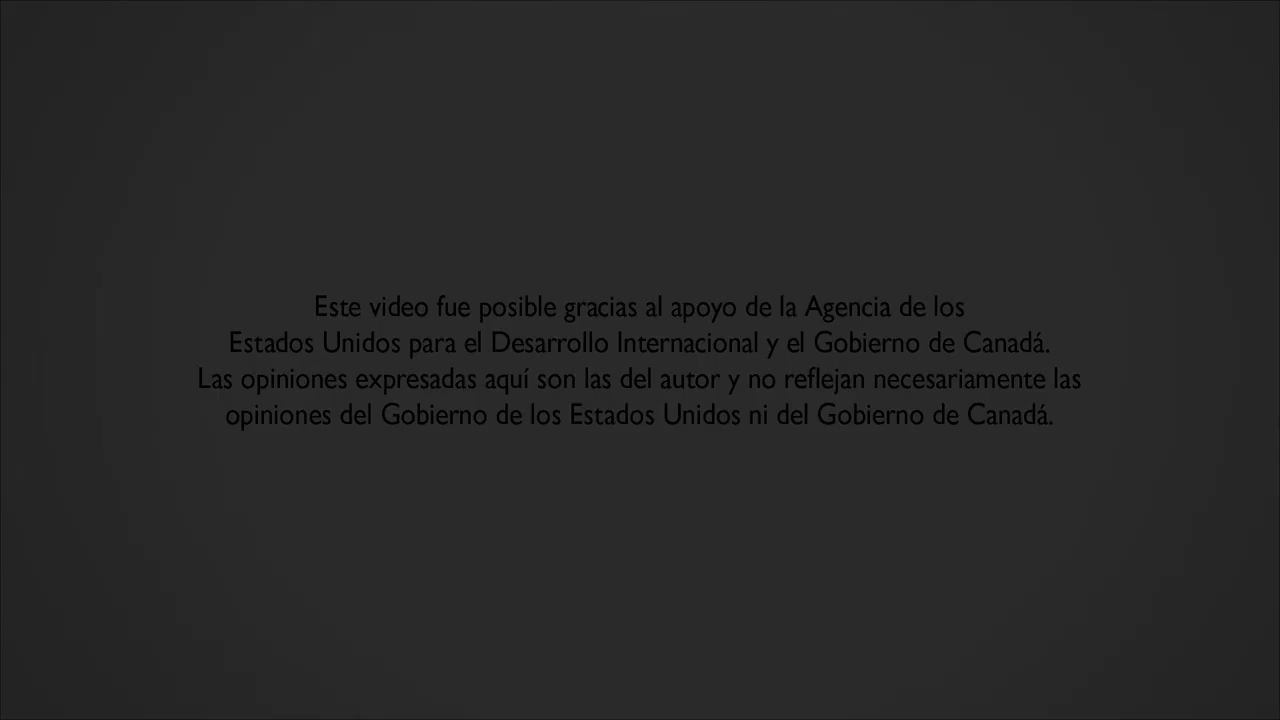 Este video fue posible gracias al apoyo de la Agencia de los
Estados Unidos para el Desarrollo Internacional y el Gobierno de Canadá.
Las opiniones expresadas aquí son las del autor y no reflejan necesariamente las
opiniones del Gobierno de los Estados Unidos ni del Gobierno de Canadá.